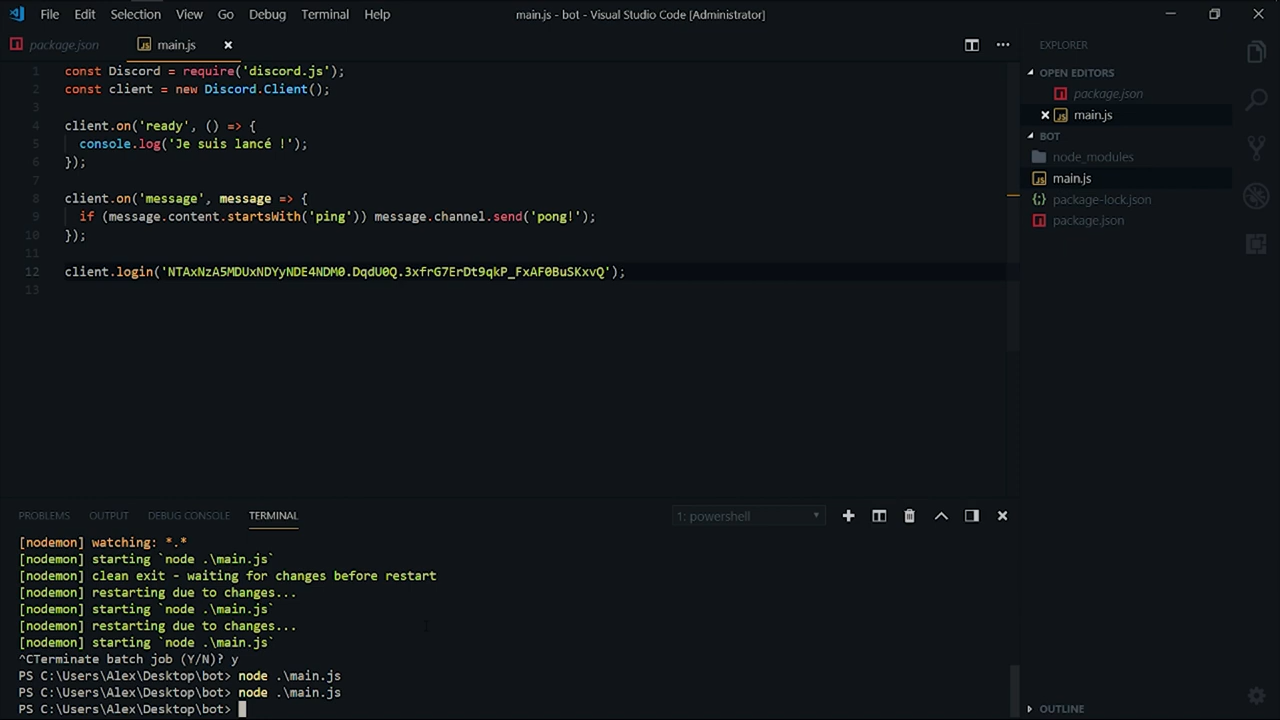 File Edit Selection View Go Debug Terminal Help
main.js - bot - Visual Studio Code [Administrator]
package.json
main.js
1 const Discord = require('discord.js');
2 const client = new Discord.Client();
3
4 client.on('ready', () => {
5 console.log('Je suis lancé !');
6 });
7
8 client.on('message', message => {
9 if (message.content.startsWith('ping')) message.channel.send('pong!');
10 });
11
12 client.login('NTAxNzA5MDUxNDYyNDE4NDM0.DqdU0Q.3xfrG7ErDt9qkP_FxAF0BuSKxvQ');
13
EXPLORER
OPEN EDITORS
package.json
main.js
BOT
node_modules
main.js
package-lock.json
package.json
OUTLINE
PROBLEMS OUTPUT DEBUG CONSOLE TERMINAL
1: powershell
[nodemon] watching: *.*
[nodemon] starting `node .\main.js`
[nodemon] clean exit - waiting for changes before restart
[nodemon] restarting due to changes...
[nodemon] starting `node .\main.js`
[nodemon] restarting due to changes...
[nodemon] starting `node .\main.js`
^CTerminate batch job (Y/N)? y
PS C:\Users\Alex\Desktop\bot> node .\main.js
PS C:\Users\Alex\Desktop\bot> node .\main.js
PS C:\Users\Alex\Desktop\bot>